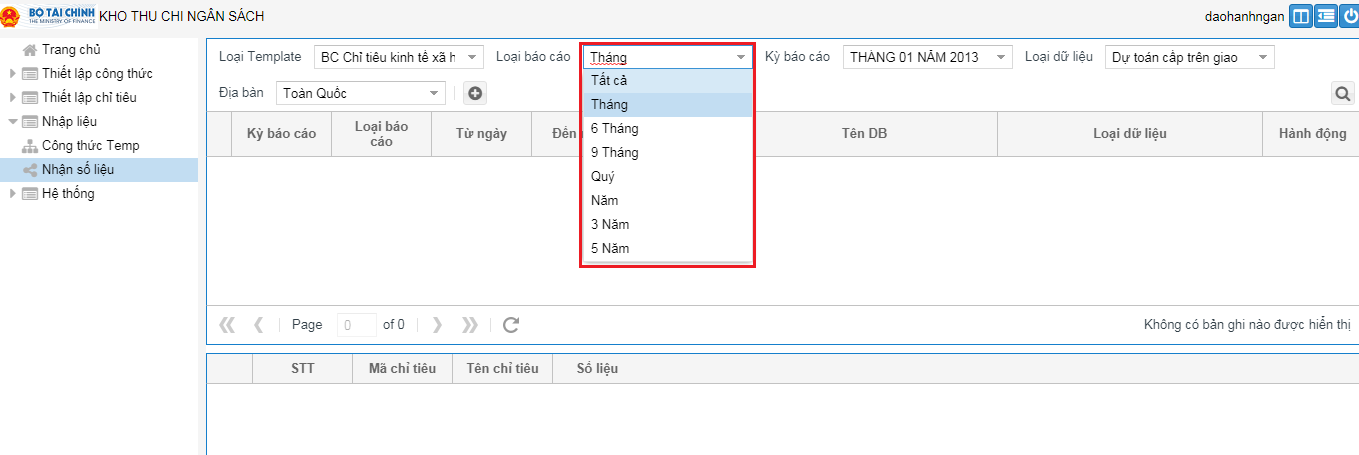 BỘ TÀI CHÍNH
THE MINISTRY OF FINANCE
KHO THU CHI NGÂN SÁCH
daohanhngan
Trang chủ
Thiết lập công thức
Thiết lập chỉ tiêu
Nhập liệu
Công thức Temp
Nhận số liệu
Hệ thống
Loại Template BC Chỉ tiêu kinh tế xã h Loại báo cáo Tháng Kỳ báo cáo THÁNG 01 NĂM 2013 Loại dữ liệu Dự toán cấp trên giao
Địa bàn Toàn Quốc
Tất cả
Tháng
6 Tháng
9 Tháng
Quý
Năm
3 Năm
5 Năm
Kỳ báo cáo Loại báo cáo Từ ngày Đến Tên DB Loại dữ liệu Hành động
Page 0 of 0 Không có bản ghi nào được hiển thị
STT Mã chỉ tiêu Tên chỉ tiêu Số liệu